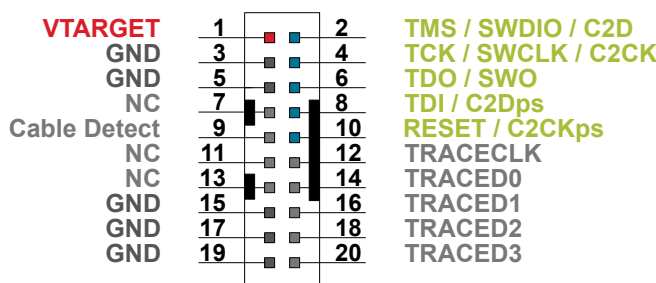 VTARGET 1 2 TMS / SWDIO / C2D
GND 3 4 TCK / SWCLK / C2CK
GND 5 6 TDO / SWO
NC 7 8 TDI / C2Dps
Cable Detect 9 10 RESET / C2CKps
NC 11 12 TRACECLK
NC 13 14 TRACED0
GND 15 16 TRACED1
GND 17 18 TRACED2
GND 19 20 TRACED3